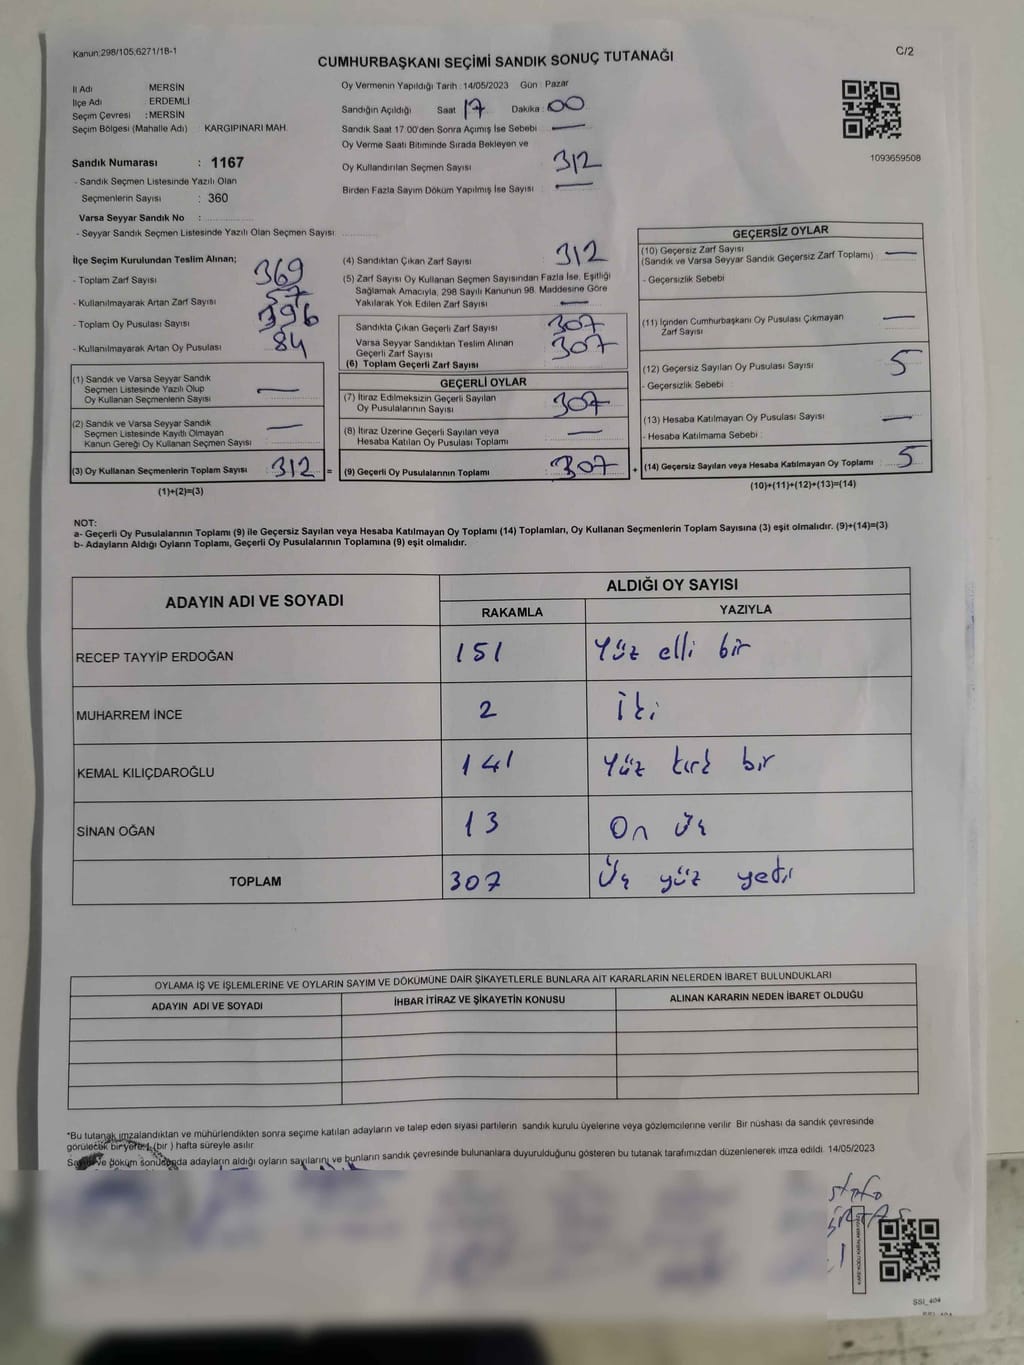 Kanun:298/105,6271/18-1
C/2
CUMHURBAŞKANI SEÇİMİ SANDIK SONUÇ TUTANAĞI
İl Adı MERSİN
İlçe Adı ERDEMLİ
Seçim Çevresi : MERSİN
Seçim Bölgesi (Mahalle Adı) : KARGIPINARI MAH.
Sandık Numarası : 1167
- Sandık Seçmen Listesinde Yazılı Olan
Seçmenlerin Sayısı : 360
Varsa Seyyar Sandık No :
- Seyyar Sandık Seçmen Listesinde Yazılı Olan Seçmen Sayısı:
Oy Vermenin Yapıldığı Tarih : 14/05/2023 Gün : Pazar
Sandığın Açıldığı Saat 17 Dakika : 00
Sandık Saat 17.00'den Sonra Açımış İse Sebebi : —
Oy Verme Saati Bitiminde Sırada Bekleyen ve
Oy Kullandırılan Seçmen Sayısı : 312
Birden Fazla Sayım Döküm Yapılmış İse Sayısı : —
1093659508
İlçe Seçim Kurulundan Teslim Alınan;
- Toplam Zarf Sayısı 369
- Kullanılmayarak Artan Zarf Sayısı 57
- Toplam Oy Pusulası Sayısı 396
- Kullanılmayarak Artan Oy Pusulası 84
(1) Sandık ve Varsa Seyyar Sandık
Seçmen Listesinde Yazılı Olup
Oy Kullanan Seçmenlerin Sayısı : —
(2) Sandık ve Varsa Seyyar Sandık
Seçmen Listesinde Kayıtlı Olmayan
Kanun Gereği Oy Kullanan Seçmen Sayısı : —
(3) Oy Kullanan Seçmenlerin Toplam Sayısı : 312 =
(1)+(2)=(3)
(4) Sandıktan Çıkan Zarf Sayısı : 312
(5) Zarf Sayısı Oy Kullanan Seçmen Sayısından Fazla İse, Eşitliği
Sağlamak Amacıyla, 298 Sayılı Kanunun 98. Maddesine Göre
Yakılarak Yok Edilen Zarf Sayısı : —
Sandıkta Çıkan Geçerli Zarf Sayısı : 307
Varsa Seyyar Sandıktan Teslim Alınan
Geçerli Zarf Sayısı : 307
(6) Toplam Geçerli Zarf Sayısı
GEÇERLİ OYLAR
(7) İtiraz Edilmeksizin Geçerli Sayılan
Oy Pusulalarının Sayısı : 307
(8) İtiraz Üzerine Geçerli Sayılan veya
Hesaba Katılan Oy Pusulası Toplamı : —
(9) Geçerli Oy Pusulalarının Toplamı : 307 +
GEÇERSİZ OYLAR
(10) Geçersiz Zarf Sayısı
(Sandık ve Varsa Seyyar Sandık Geçersiz Zarf Toplamı) : —
- Geçersizlik Sebebi
(11) İçinden Cumhurbaşkanı Oy Pusulası Çıkmayan
Zarf Sayısı : —
(12) Geçersiz Sayılan Oy Pusulası Sayısı : 5
- Geçersizlik Sebebi :
(13) Hesaba Katılmayan Oy Pusulası Sayısı : —
- Hesaba Katılmama Sebebi :
(14) Geçersiz Sayılan veya Hesaba Katılmayan Oy Toplamı : 5
(10)+(11)+(12)+(13)=(14)
NOT:
a- Geçerli Oy Pusulalarının Toplamı (9) ile Geçersiz Sayılan veya Hesaba Katılmayan Oy Toplamı (14) Toplamları, Oy Kullanan Seçmenlerin Toplam Sayısına (3) eşit olmalıdır. (9)+(14)=(3)
b- Adayların Aldığı Oyların Toplamı, Geçerli Oy Pusulalarının Toplamına (9) eşit olmalıdır.
ADAYIN ADI VE SOYADI ALDIĞI OY SAYISI
RAKAMLA YAZIYLA
RECEP TAYYİP ERDOĞAN 151 Yüz elli bir
MUHARREM İNCE 2 İki
KEMAL KILIÇDAROĞLU 141 Yüz kırk bir
SİNAN OĞAN 13 On üç
TOPLAM 307 Üç yüz yedi
OYLAMA İŞ VE İŞLEMLERİNE VE OYLARIN SAYIM VE DÖKÜMÜNE DAİR ŞİKAYETLERLE BUNLARA AİT KARARLARIN NELERDEN İBARET BULUNDUKLARI
ADAYIN ADI VE SOYADI İHBAR İTİRAZ VE ŞİKAYETİN KONUSU ALINAN KARARIN NEDEN İBARET OLDUĞU
*Bu tutanak imzalandıktan ve mühürlendikten sonra seçime katılan adayların ve talep eden siyasi partilerin sandık kurulu üyelerine veya gözlemcilerine verilir. Bir nüshası da sandık çevresinde
görülecek bir yere 1 (bir ) hafta süreyle asılır.
Sayım ve döküm sonucunda adayların aldığı oyların sayılarını ve bunların sandık çevresinde bulunanlara duyurulduğunu gösteren bu tutanak tarafımızdan düzenlenerek imza edildi. 14/05/2023
SSİ_404